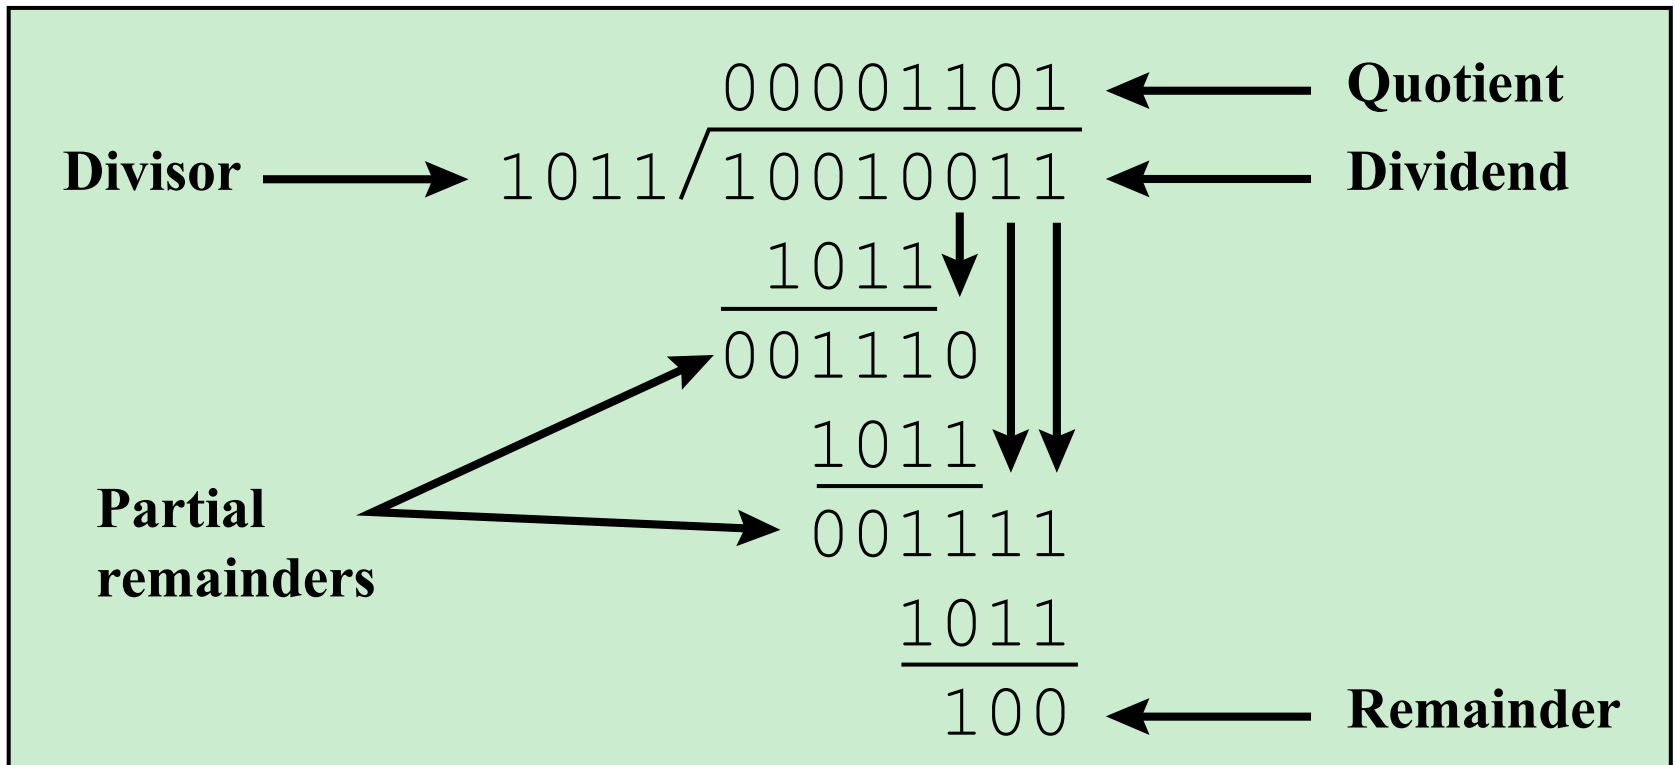 00001101 Quotient
Divisor 1011 10010011 Dividend
1011
001110
1011
Partial
001111
remainders
1011
100 Remainder